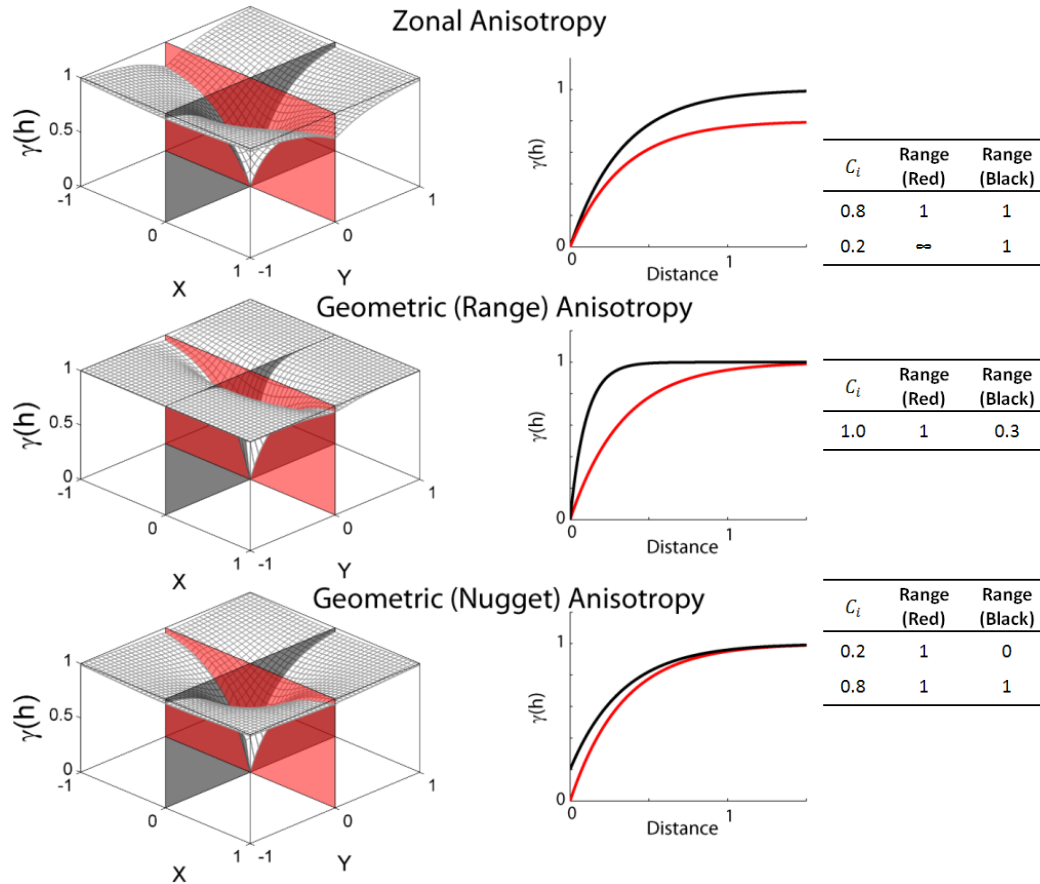 Zonal Anisotropy
γ(h)
1
0.5
0
-1
0
1
X
-1
0
1
Y
γ(h)
1
0
0
1
Distance
C_i Range (Red) Range (Black)
0.8 1 1
0.2 ∞ 1
Geometric (Range) Anisotropy
γ(h)
1
0.5
0
-1
0
1
X
-1
0
1
Y
γ(h)
1
0
0
1
Distance
C_i Range (Red) Range (Black)
1.0 1 0.3
Geometric (Nugget) Anisotropy
γ(h)
1
0.5
0
-1
0
1
X
-1
0
1
Y
γ(h)
1
0
0
1
Distance
C_i Range (Red) Range (Black)
0.2 1 0
0.8 1 1